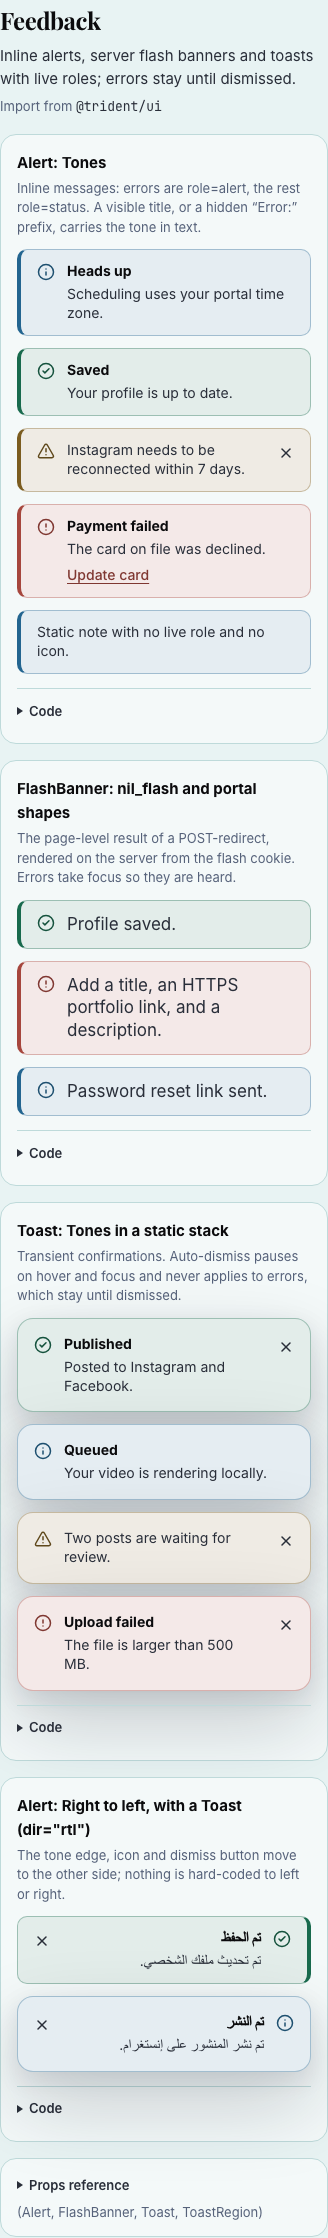 Feedback
Inline alerts, server flash banners and toasts
with live roles; errors stay until dismissed.
Import from @trident/ui
Alert: Tones
Inline messages: errors are role=alert, the rest
role=status. A visible title, or a hidden “Error:”
prefix, carries the tone in text.
Heads up
Scheduling uses your portal time
zone.
Saved
Your profile is up to date.
Instagram needs to be
reconnected within 7 days.
Payment failed
The card on file was declined.
Update card
Static note with no live role and no
icon.
Code
FlashBanner: nil_flash and portal
shapes
The page-level result of a POST-redirect,
rendered on the server from the flash cookie.
Errors take focus so they are heard.
Profile saved.
Add a title, an HTTPS
portfolio link, and a
description.
Password reset link sent.
Code
Toast: Tones in a static stack
Transient confirmations. Auto-dismiss pauses
on hover and focus and never applies to errors,
which stay until dismissed.
Published
Posted to Instagram and
Facebook.
Queued
Your video is rendering locally.
Two posts are waiting for
review.
Upload failed
The file is larger than 500
MB.
Code
Alert: Right to left, with a Toast
(dir="rtl")
The tone edge, icon and dismiss button move
to the other side; nothing is hard-coded to left
or right.
تم الحفظ
تم تحديث ملفك الشخصي.
تم النشر
تم نشر المنشور على إنستغرام.
Code
Props reference
(Alert, FlashBanner, Toast, ToastRegion)